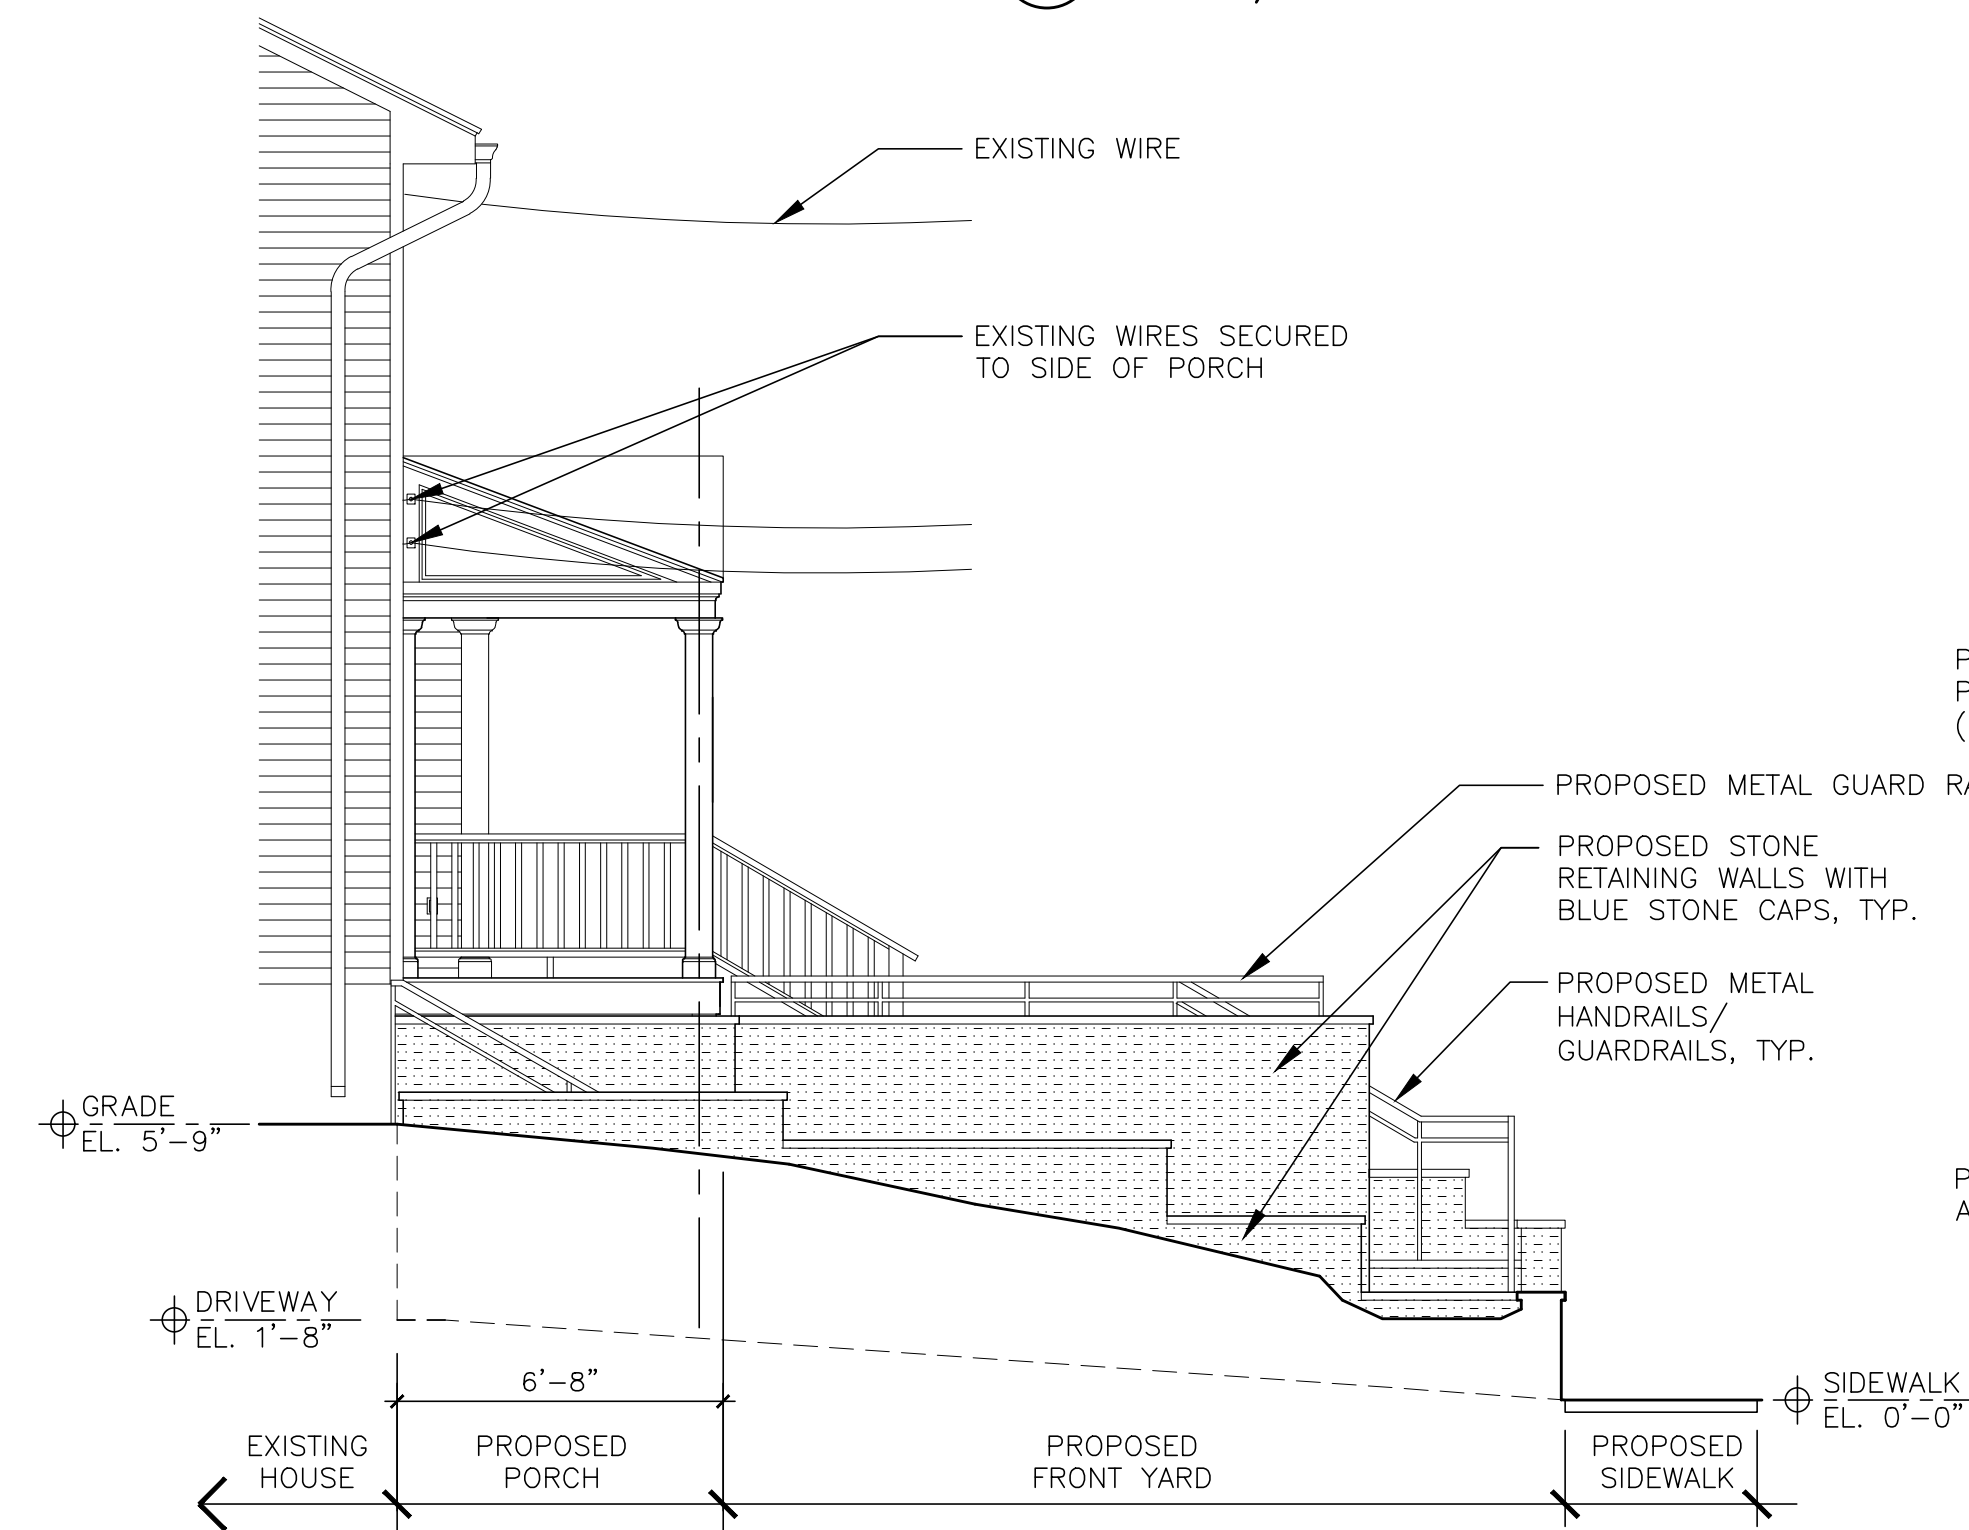 EXISTING WIRE
EXISTING WIRES SECURED
TO SIDE OF PORCH
P
P
(
PROPOSED METAL GUARD RA
PROPOSED STONE
RETAINING WALLS WITH
BLUE STONE CAPS, TYP.
PROPOSED METAL
HANDRAILS/
GUARDRAILS, TYP.
GRADE
EL. 5'-9"
P
A
DRIVEWAY
EL. 1'-8"
6'-8"
SIDEWALK
EL. 0'-0"
EXISTING
HOUSE
PROPOSED
PORCH
PROPOSED
FRONT YARD
PROPOSED
SIDEWALK